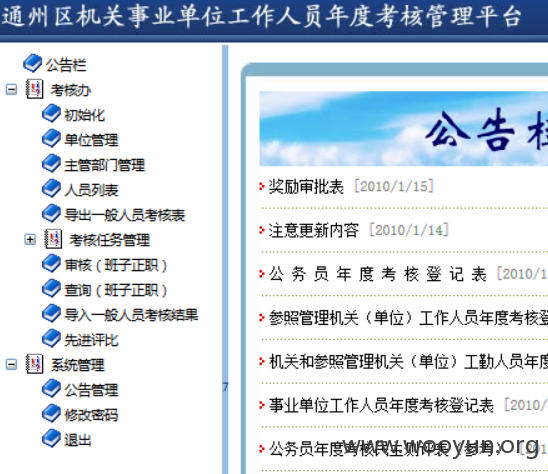 通州区机关事业单位工作人员年度考核管理平台
公告栏
考核办
初始化
单位管理
主管部门管理
人员列表
导出一般人员考核表
考核任务管理
审核（班子正职）
查询（班子正职）
导入一般人员考核结果
先进评比
系统管理
公告管理
修改密码
退出
7
公告栏
奖励审批表 [2010/1/15]
注意更新内容 [2010/1/14]
公 务 员 年 度 考 核 登 记 表 [2010/1
参照管理机关（单位）工作人员年度考核登
机关和参照管理机关（单位）工勤人员年度
事业单位工作人员年度考核登记表 [2010/
公务员年度考核民主测评表（参考） [201
www.wooyun.org